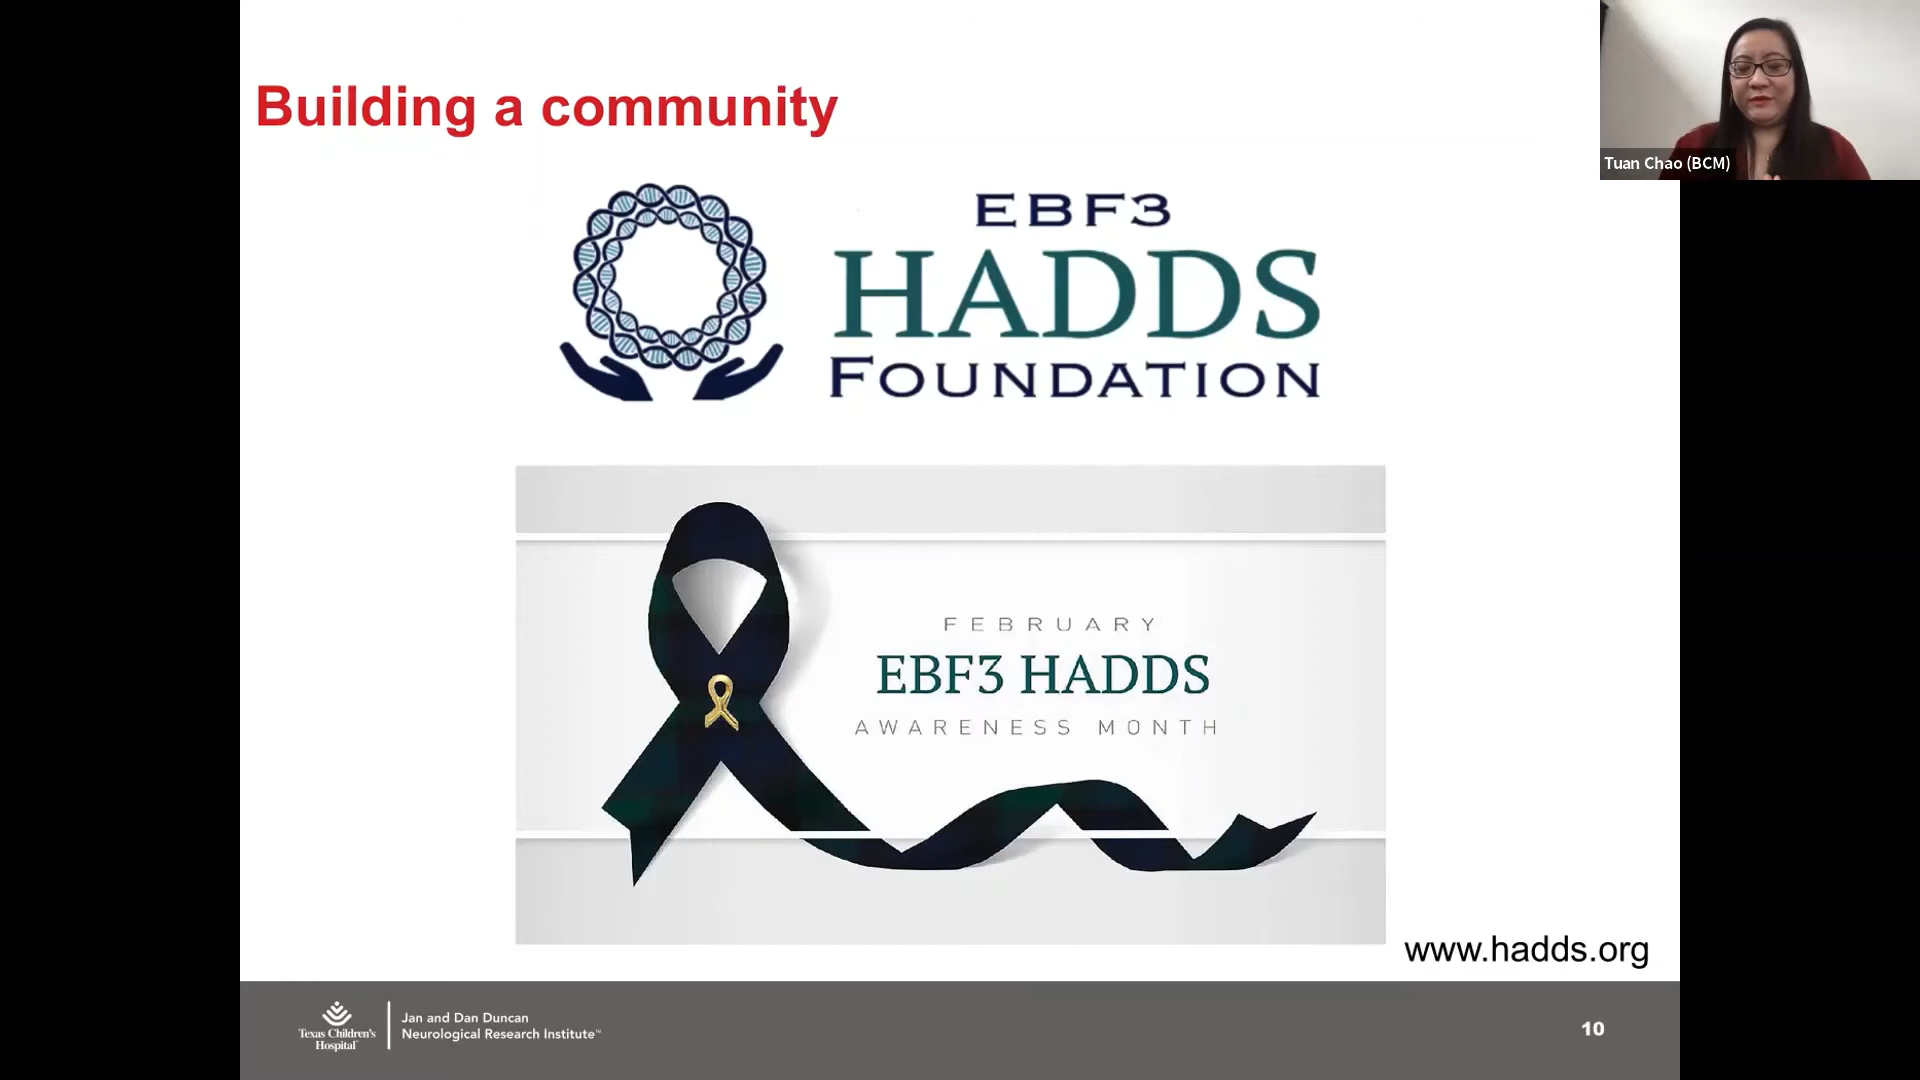 Building a community
Tuan Chao (BCM)
EBF3
HADDS
FOUNDATION
FEBRUARY
EBF3 HADDS
AWARENESS MONTH
www.hadds.org
Texas Children's
Hospital
Jan and Dan Duncan
Neurological Research Institute™
10